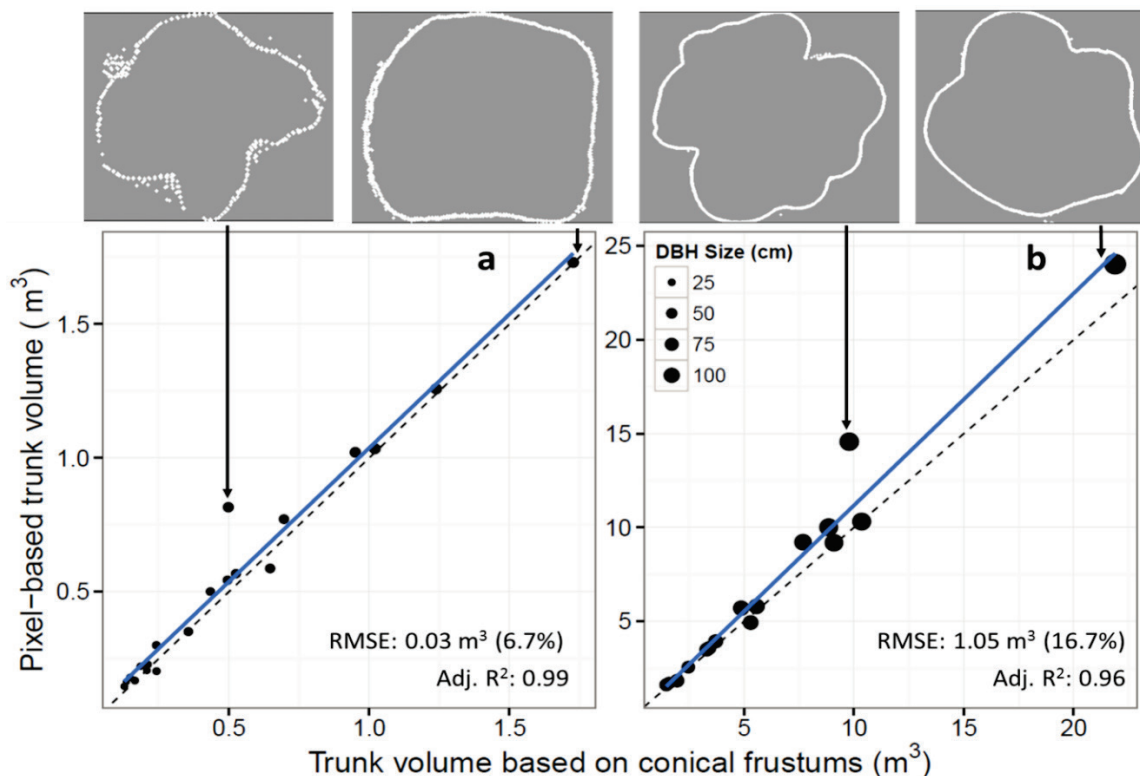 Pixel−based trunk volume ( m³)
a
1.5
1.0
0.5
RMSE: 0.03 m³ (6.7%)
Adj. R²: 0.99
0.5 1.0 1.5
b
DBH Size (cm)
25
50
75
100
25
20
15
10
5
RMSE: 1.05 m³ (16.7%)
Adj. R²: 0.96
5 10 15 20
Trunk volume based on conical frustums (m³)